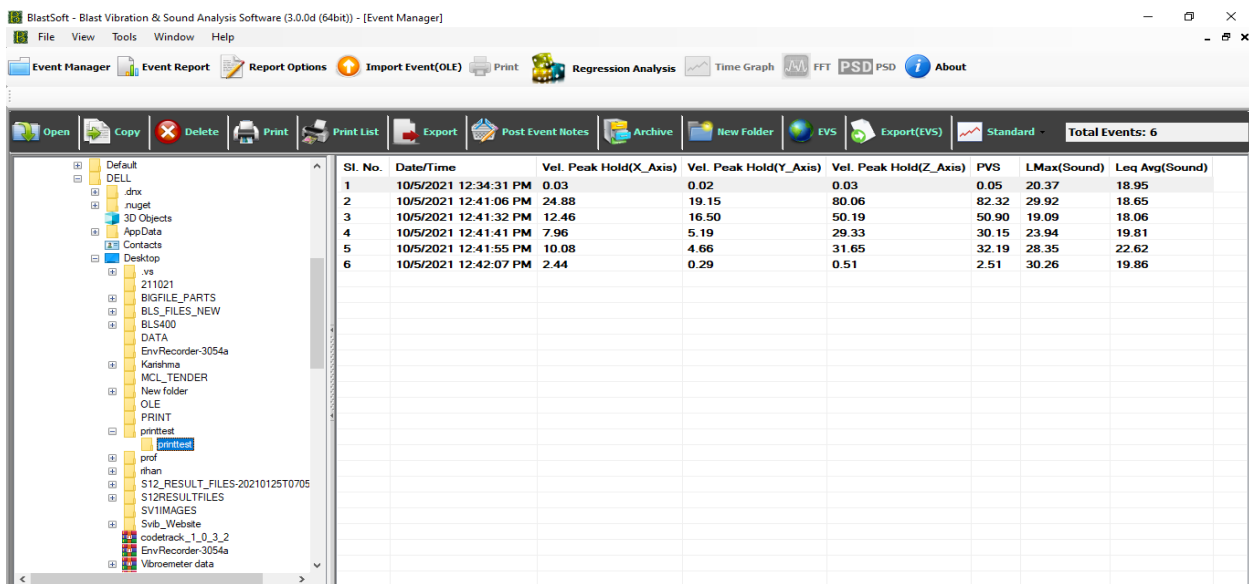 BlastSoft - Blast Vibration & Sound Analysis Software (3.0.0d (64bit)) - [Event Manager]
File View Tools Window Help
Event Manager Event Report Report Options Import Event(OLE) Print Regression Analysis Time Graph FFT PSD PSD About
Open Copy Delete Print Print List Export Post Event Notes Archive New Folder EVS Export(EVS) Standard Total Events: 6
Default
DELL
.dnx
.nuget
3D Objects
AppData
Contacts
Desktop
.vs
211021
BIGFILE_PARTS
BLS_FILES_NEW
BLS400
DATA
EnvRecorder-3054a
Karishma
MCL_TENDER
New folder
OLE
PRINT
printtest
printtest
prof
rihan
S12_RESULT_FILES-20210125T0705
S12RESULTFILES
SV1IMAGES
Svib_Website
codetrack_1_0_3_2
EnvRecorder-3054a
Vibroemeter data
Sl. No. Date/Time Vel. Peak Hold(X_Axis) Vel. Peak Hold(Y_Axis) Vel. Peak Hold(Z_Axis) PVS LMax(Sound) Leq Avg(Sound)
1 10/5/2021 12:34:31 PM 0.03 0.02 0.03 0.05 20.37 18.95
2 10/5/2021 12:41:06 PM 24.88 19.15 80.06 82.32 29.92 18.65
3 10/5/2021 12:41:32 PM 12.46 16.50 50.19 50.90 19.09 18.06
4 10/5/2021 12:41:41 PM 7.96 5.19 29.33 30.15 23.94 19.81
5 10/5/2021 12:41:55 PM 10.08 4.66 31.65 32.19 28.35 22.62
6 10/5/2021 12:42:07 PM 2.44 0.29 0.51 2.51 30.26 19.86